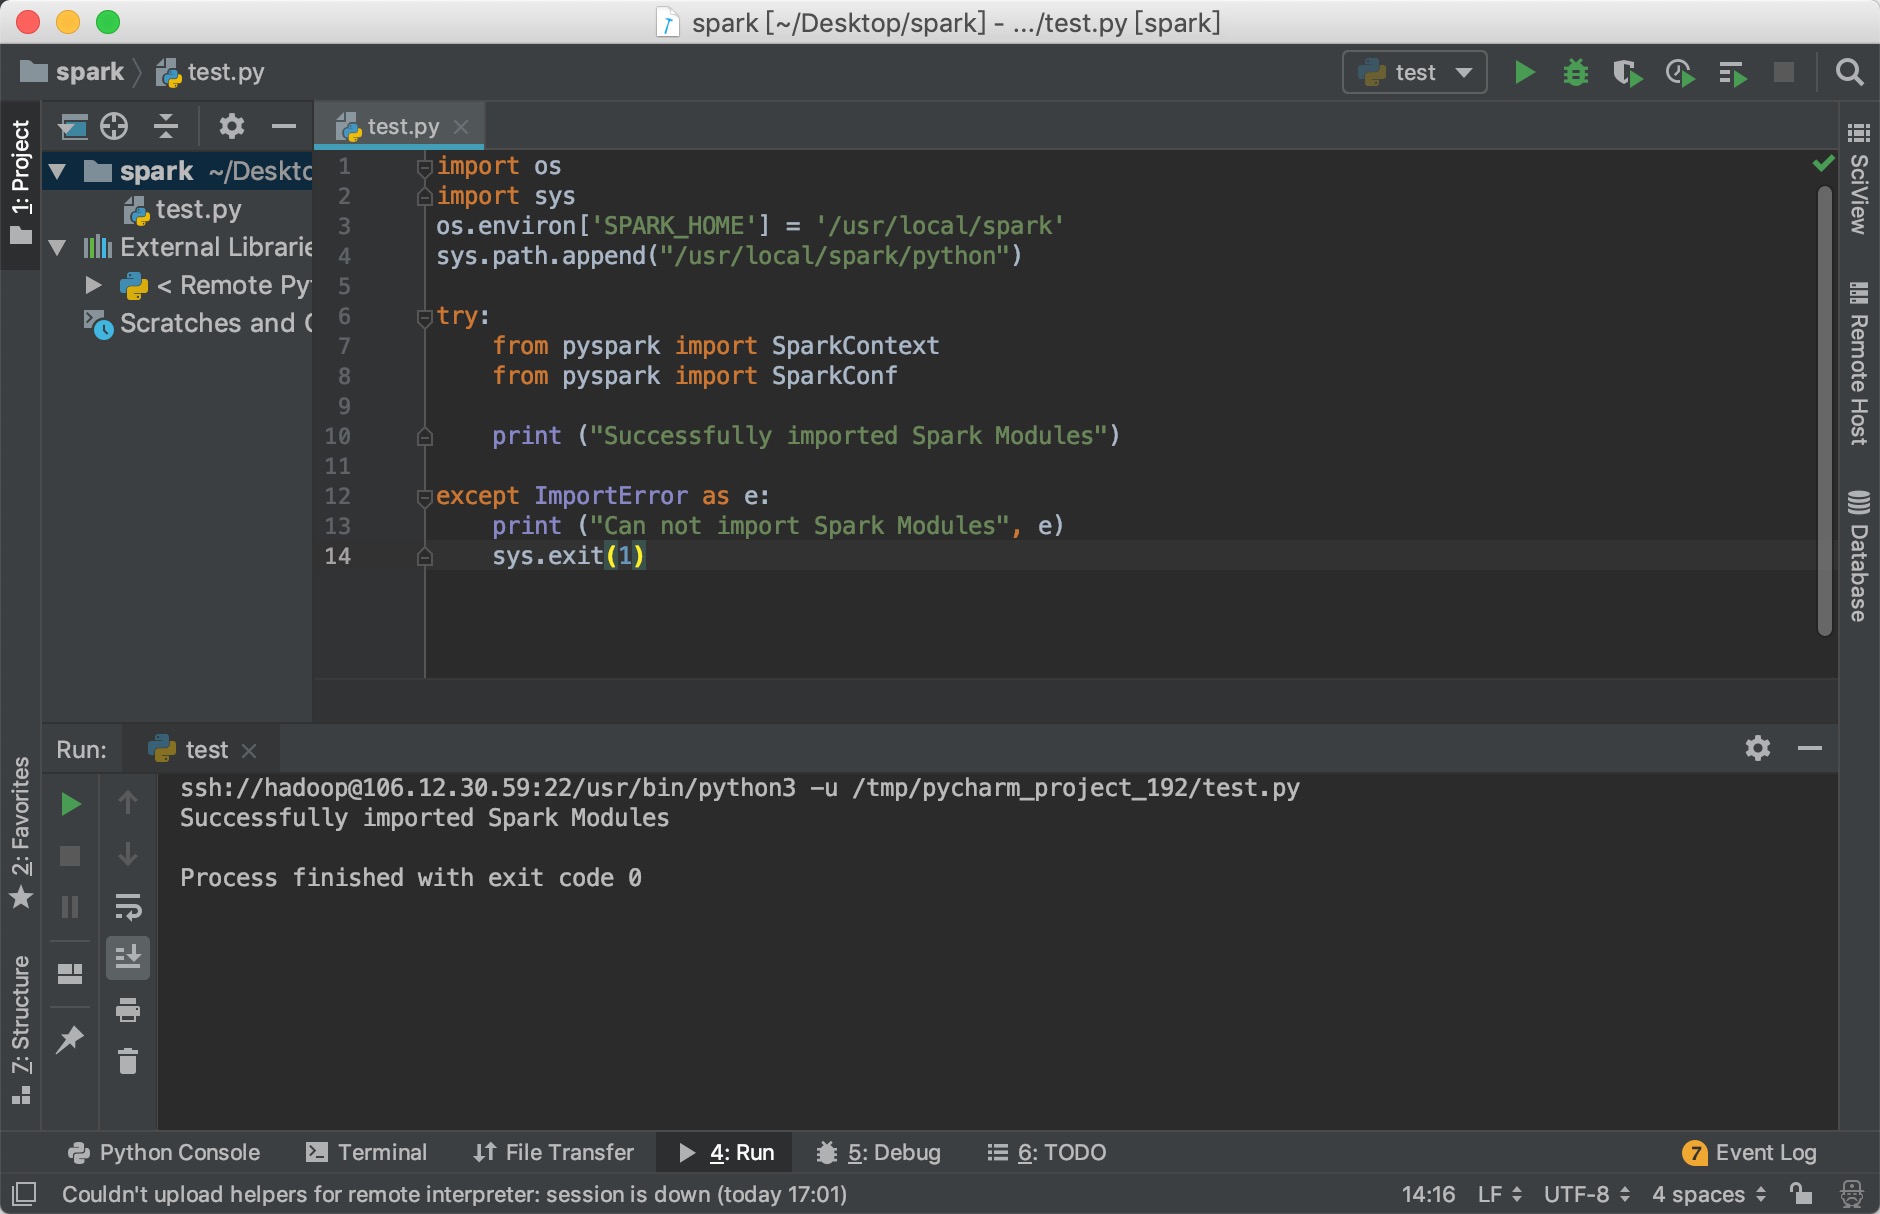 spark [~/Desktop/spark] - .../test.py [spark]
spark
test.py
test
1: Project
test.py
spark ~/Deskto
test.py
External Librarie
< Remote Py
Scratches and
1 import os
2 import sys
3 os.environ['SPARK_HOME'] = '/usr/local/spark'
4 sys.path.append("/usr/local/spark/python")
5
6 try:
7 from pyspark import SparkContext
8 from pyspark import SparkConf
9
10 print ("Successfully imported Spark Modules")
11
12 except ImportError as e:
13 print ("Can not import Spark Modules", e)
14 sys.exit(1)
SciView
Remote Host
Database
Run:
test
ssh://hadoop@106.12.30.59:22/usr/bin/python3 -u /tmp/pycharm_project_192/test.py
Successfully imported Spark Modules
Process finished with exit code 0
2: Favorites
7: Structure
Python Console
Terminal
File Transfer
4: Run
5: Debug
6: TODO
7 Event Log
Couldn't upload helpers for remote interpreter: session is down (today 17:01)
14:16
LF
UTF-8
4 spaces